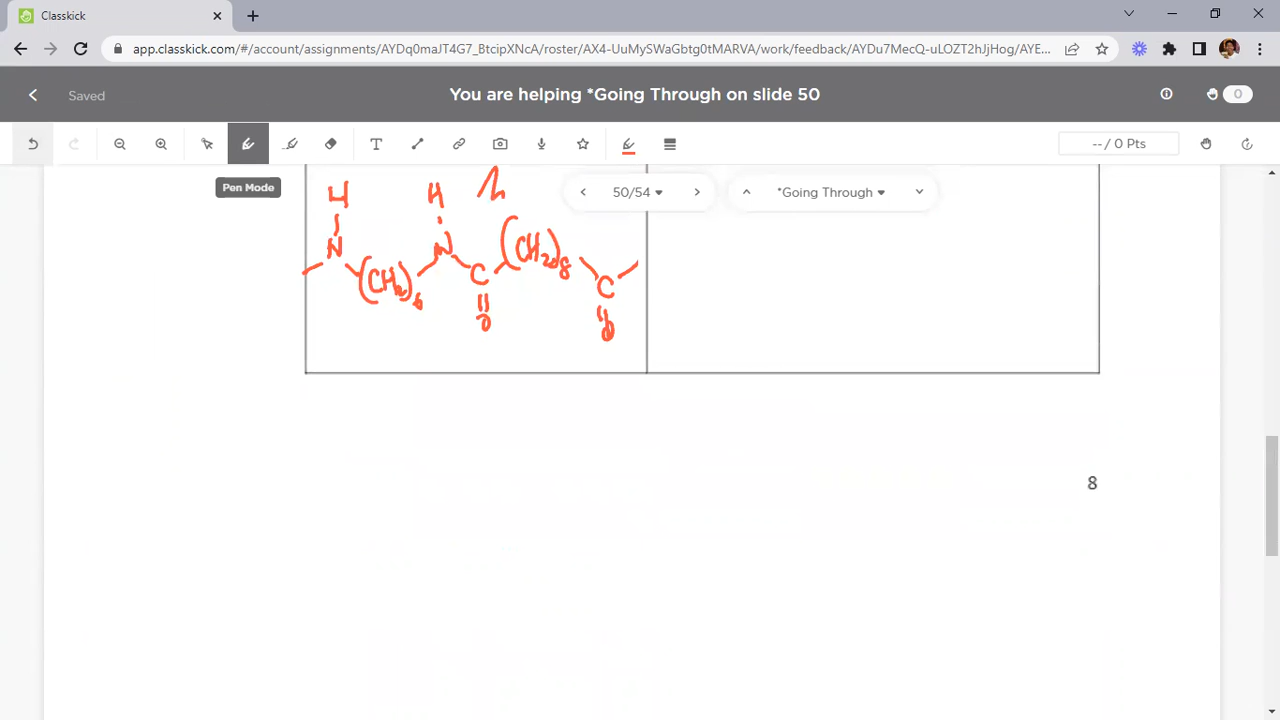 Classkick
app.classkick.com/#/account/assignments/AYDq0maJT4G7_BtcipXNcA/roster/AX4-UuMySWaGbtg0tMARVA/work/feedback/AYDu7MecQ-uLOZT2hJjHog/AYE...
Saved
You are helping *Going Through on slide 50
0
T
-- / 0 Pts
Pen Mode
50/54
*Going Through
H H
N N (CH2)8
(CH2)6 C C
O O
8